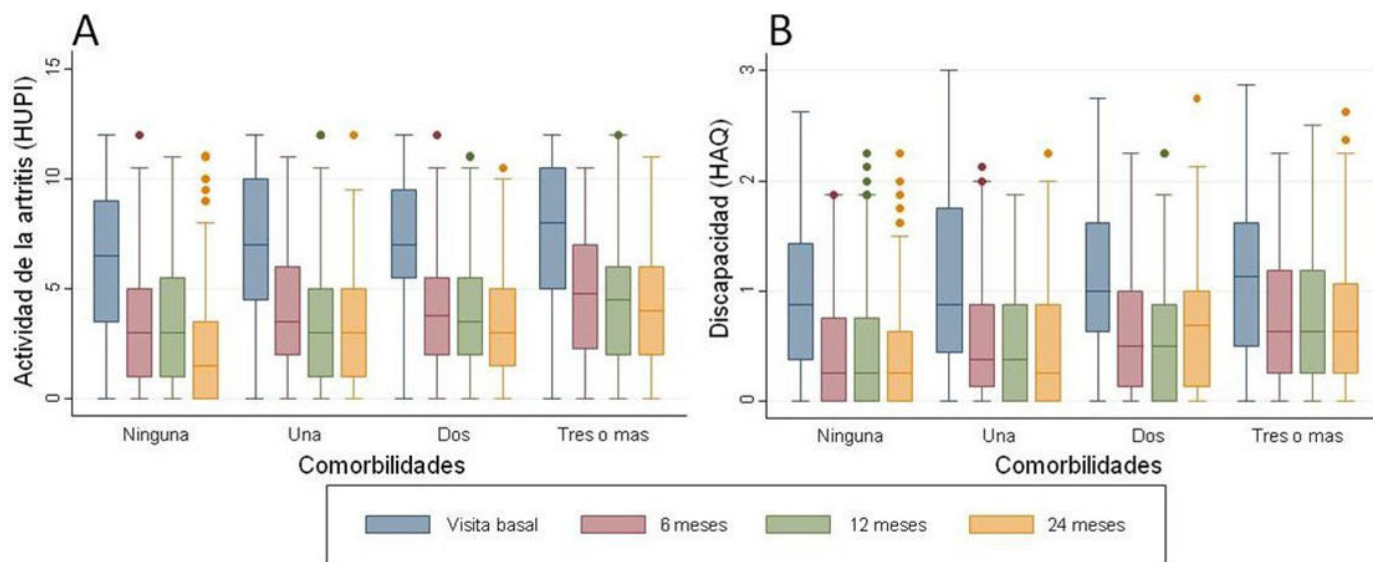 A
Actividad de la artritis (HUPI)
15
10
5
0
Ninguna Una Dos Tres o mas
Comorbilidades
B
Discapacidad (HAQ)
3
2
1
0
Ninguna Una Dos Tres o mas
Comorbilidades
Visita basal 6 meses 12 meses 24 meses